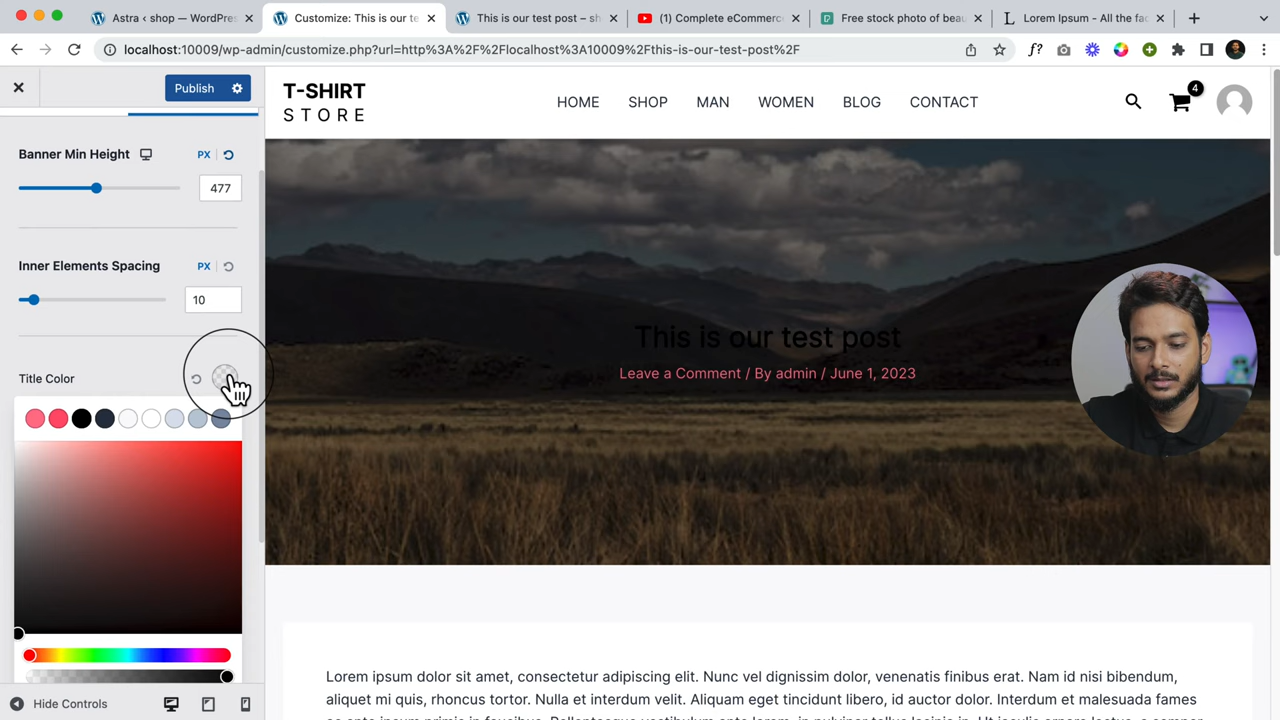 Astra ‹ shop — WordPres
Customize: This is our te
This is our test post – sh
(1) Complete eCommerc
Free stock photo of beau
Lorem Ipsum - All the fac
localhost:10009/wp-admin/customize.php?url=http%3A%2F%2Flocalhost%3A10009%2Fthis-is-our-test-post%2F
f?
Publish
Banner Min Height
PX
477
Inner Elements Spacing
PX
10
Title Color
Hide Controls
T-SHIRT
STORE
HOME
SHOP
MAN
WOMEN
BLOG
CONTACT
4
This is our test post
Leave a Comment / By admin / June 1, 2023
Lorem ipsum dolor sit amet, consectetur adipiscing elit. Nunc vel dignissim dolor, venenatis finibus erat. Nam id nisi bibendum,
aliquet mi quis, rhoncus tortor. Nulla et interdum velit. Aliquam eget tincidunt libero, id auctor dolor. Interdum et malesuada fames